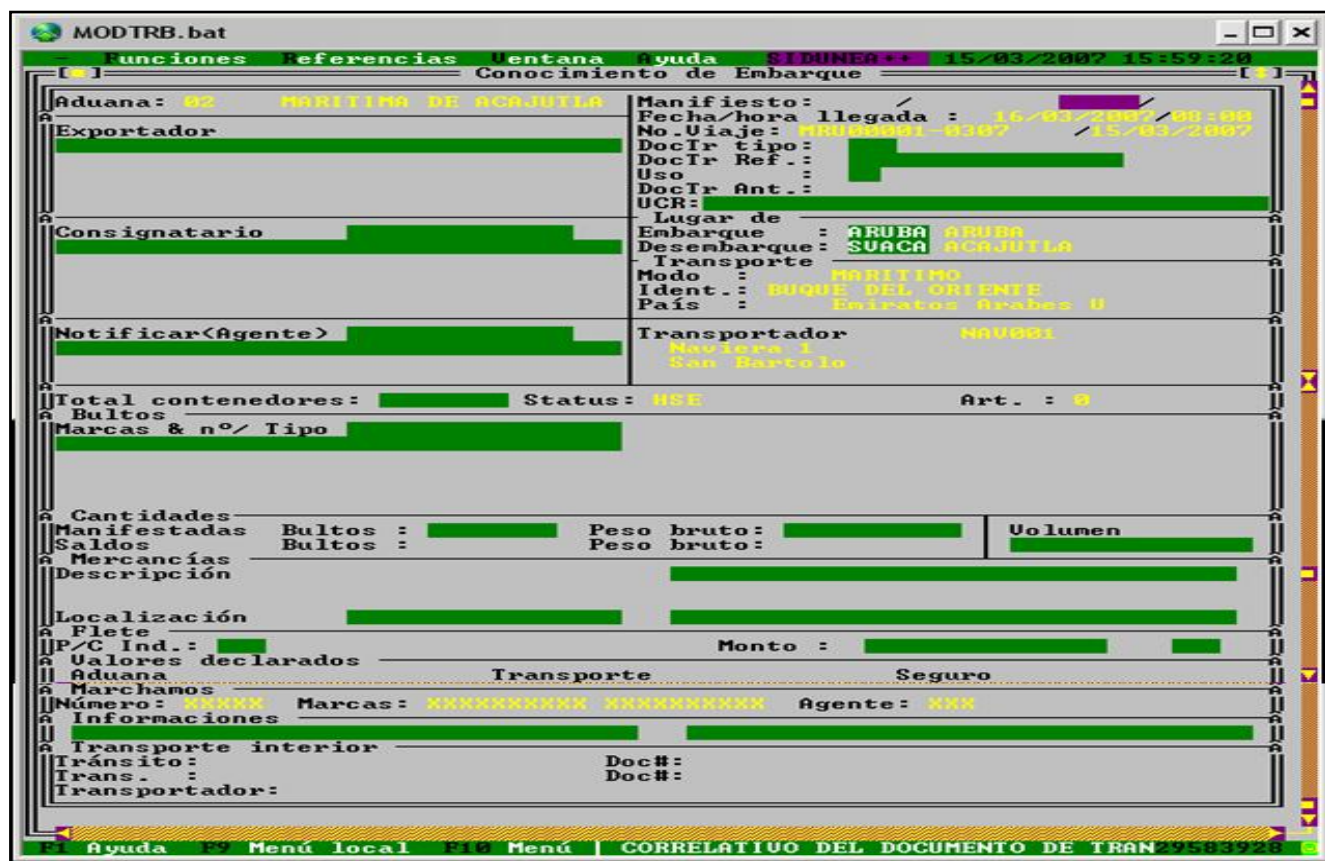 MODTRB.bat
- Funciones Referencias Ventana Ayuda SIDUNEA++ 15/03/2007 15:59:20
Conocimiento de Embarque
Aduana: 02 MARITIMA DE ACAJUTLA
Manifiesto: / /
Fecha/hora llegada : 16/03/2007/08:00
Exportador
No.Viaje: MRU00001-0307 /15/03/2007
DocTr tipo:
DocTr Ref.:
Uso :
DocTr Ant.:
UCR:
Lugar de
Consignatario
Embarque : ARUBA ARUBA
Desembarque: SVACA ACAJUTLA
Transporte
Modo : MARITIMO
Ident.: BUQUE DEL ORIENTE
País : Emiratos Arabes U
Notificar(Agente)
Transportador NAV001
Naviera 1
San Bartolo
Total contenedores: Status: HSE Art. : 0
Bultos
Marcas & nº/ Tipo
Cantidades
Manifestadas Bultos : Peso bruto: Volumen
Saldos Bultos : Peso bruto:
Mercancías
Descripción
Localización
Flete
P/C Ind.: Monto :
Valores declarados
Aduana Transporte Seguro
Marchamos
Número: XXXXX Marcas: XXXXXXXXXX XXXXXXXXXX Agente: XXX
Informaciones
Transporte interior
Tránsito: Doc#:
Trans. : Doc#:
Transportador:
F1 Ayuda F9 Menú local F10 Menú | CORRELATIVO DEL DOCUMENTO DE TRAN29583928